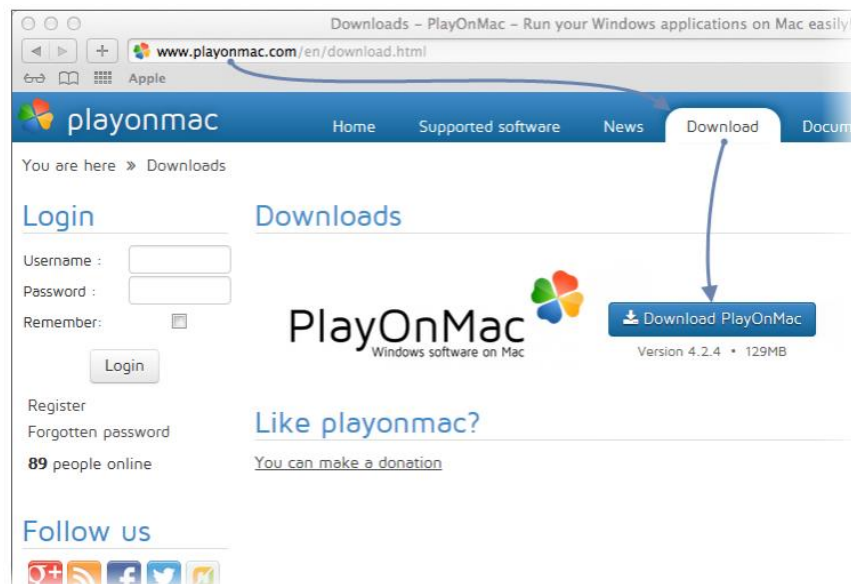 Downloads – PlayOnMac – Run your Windows applications on Mac easily!
www.playonmac.com/en/download.html
Apple
playonmac
Home Supported software News Download Docum
You are here » Downloads
Login
Username :
Password :
Remember:
Login
Register
Forgotten password
89 people online
Follow us
g+
f
Downloads
PlayOnMac
Windows software on Mac
Download PlayOnMac
Version 4.2.4 • 129MB
Like playonmac?
You can make a donation